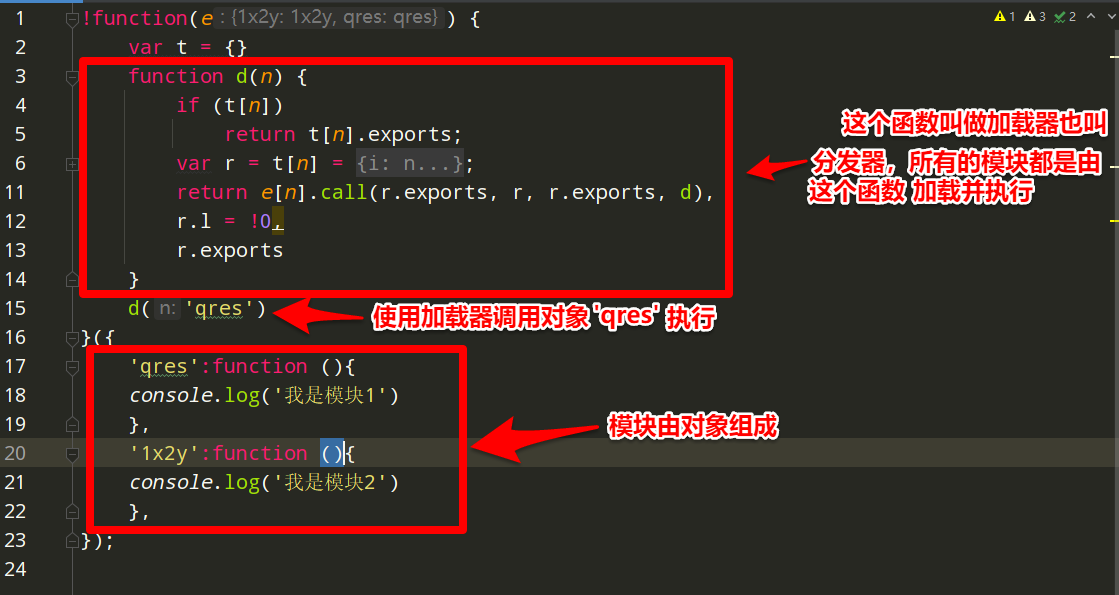 ⚠1 ⚠3 ✓2
1 !function(e : {1x2y: 1x2y, qres: qres} ) {
2 var t = {}
3 function d(n) {
4 if (t[n])
5 return t[n].exports;
6 var r = t[n] = {i: n...};
11 return e[n].call(r.exports, r, r.exports, d),
12 r.l = !0,
13 r.exports
14 }
15 d( n: 'qres')
16 }({
17 'qres':function (){
18 console.log('我是模块1')
19 },
20 '1x2y':function (){
21 console.log('我是模块2')
22 },
23 });
24
这个函数叫做加载器也叫
分发器，所有的模块都是由
这个函数 加载并执行
使用加载器调用对象 'qres' 执行
模块由对象组成